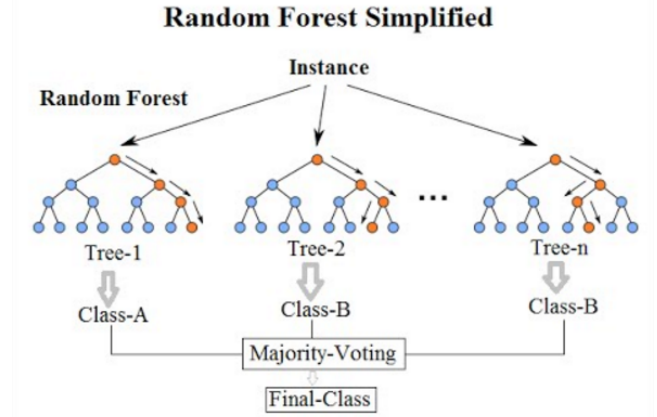 Random Forest Simplified
Instance
Random Forest
...
Tree-1
Tree-2
Tree-n
Class-A
Class-B
Class-B
Majority-Voting
Final-Class